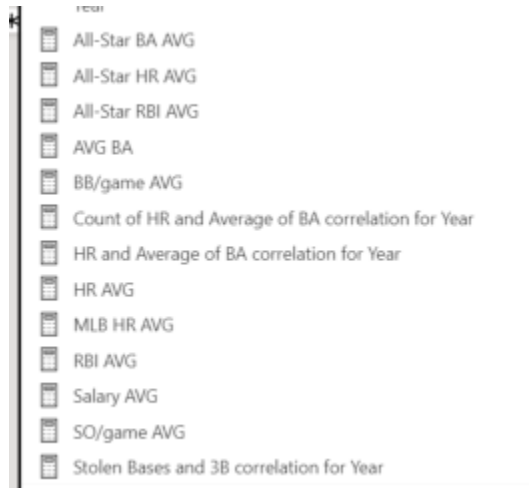 Year
All-Star BA AVG
All-Star HR AVG
All-Star RBI AVG
AVG BA
BB/game AVG
Count of HR and Average of BA correlation for Year
HR and Average of BA correlation for Year
HR AVG
MLB HR AVG
RBI AVG
Salary AVG
SO/game AVG
Stolen Bases and 3B correlation for Year